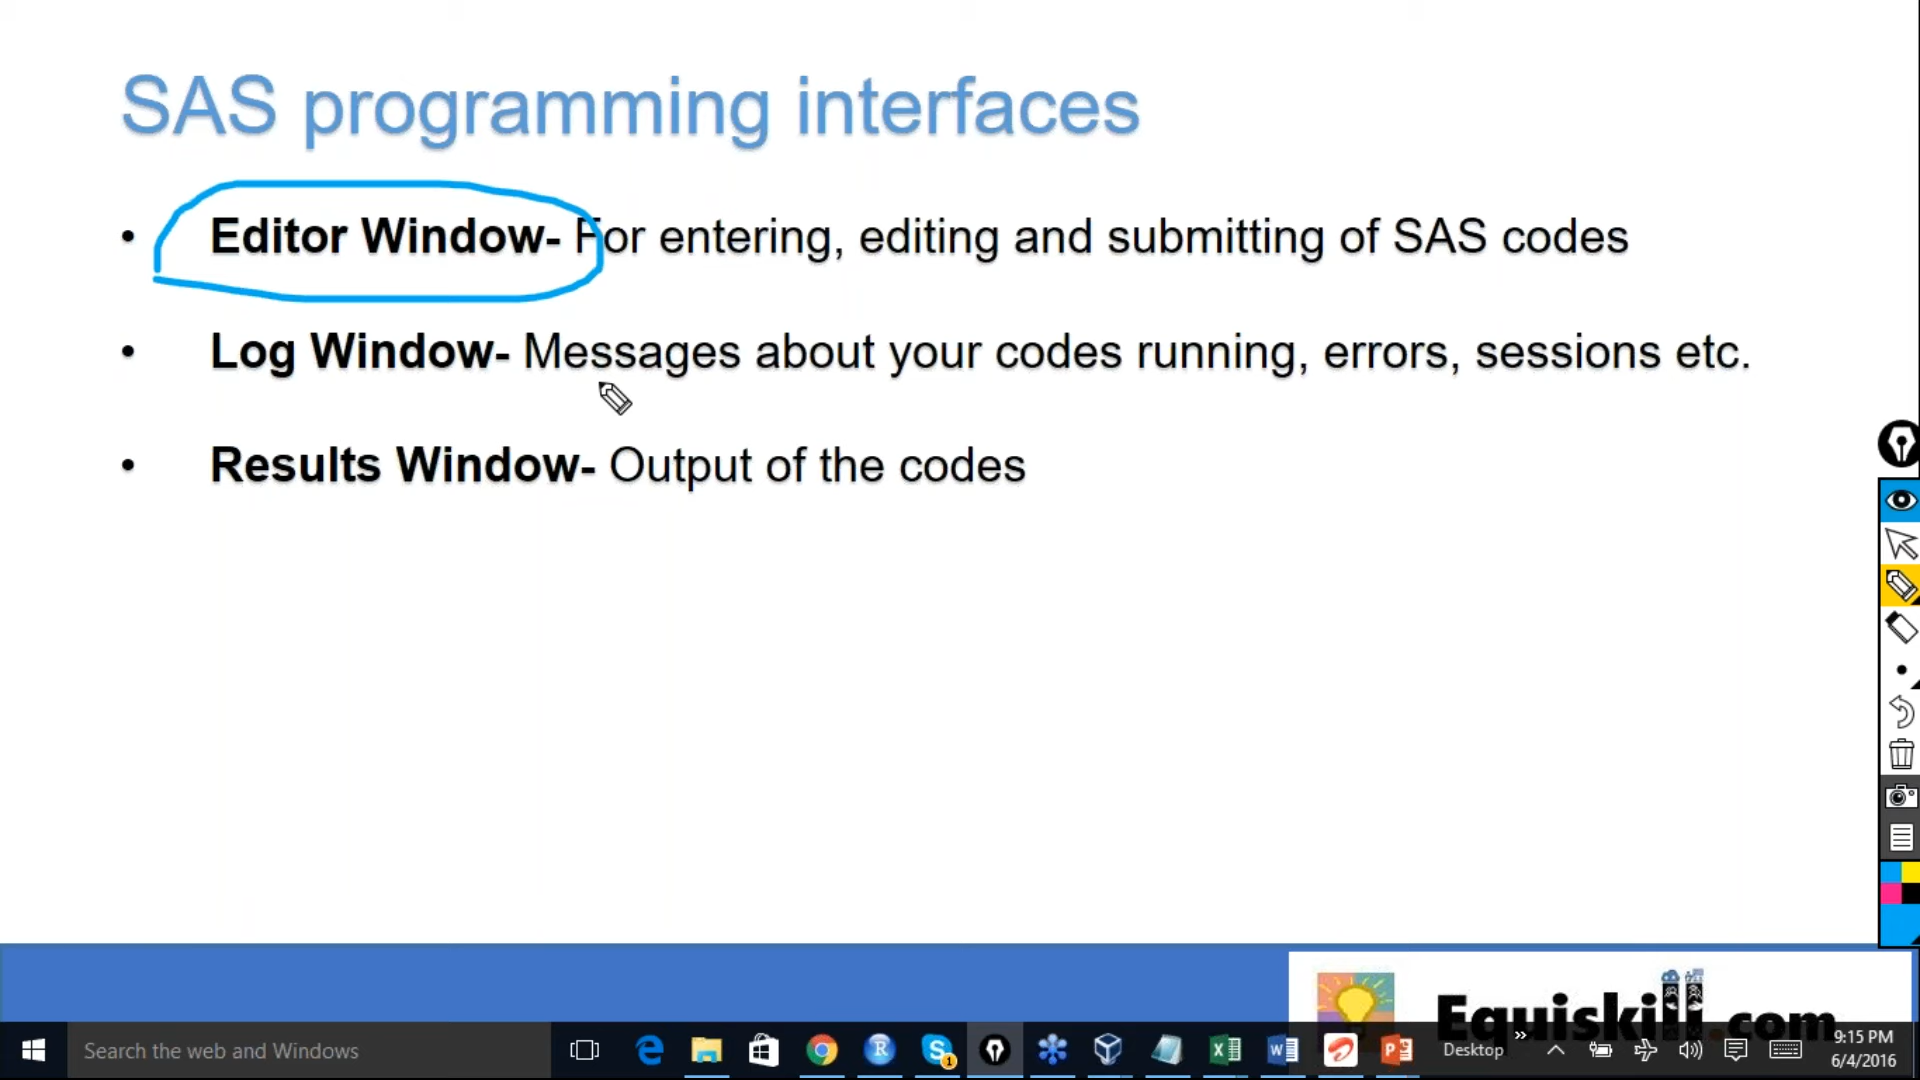 SAS programming interfaces
• Editor Window- For entering, editing and submitting of SAS codes
• Log Window- Messages about your codes running, errors, sessions etc.
• Results Window- Output of the codes
Equiskill.com
Search the web and Windows
Desktop
9:15 PM
6/4/2016